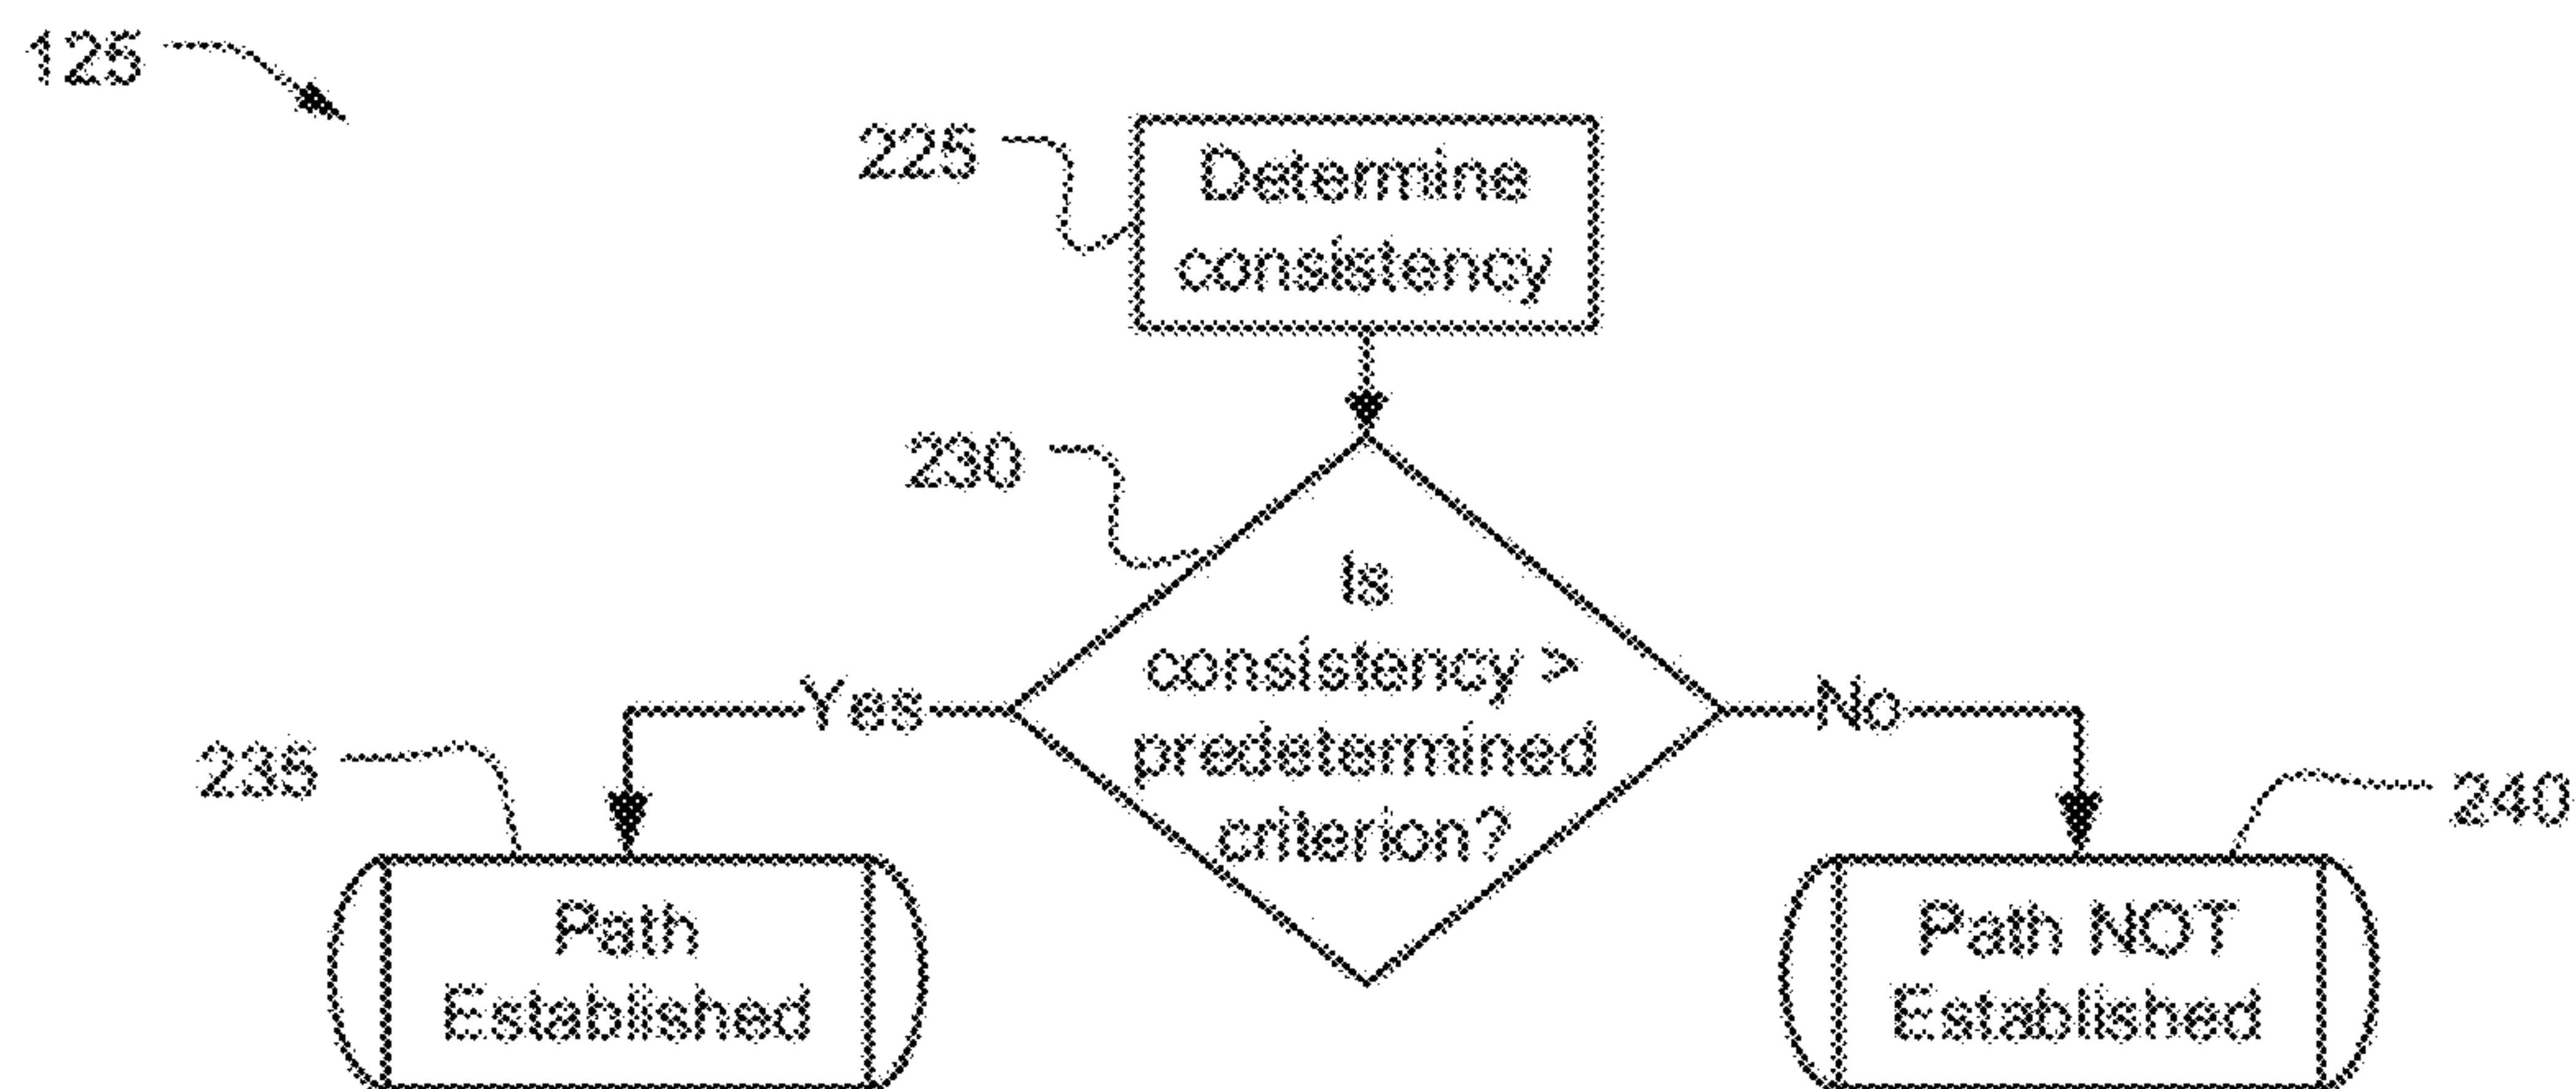 125
225
Determine
consistency
230
Is
consistency >
predetermined
criterion?
Yes
No
235
240
Path
Established
Path NOT
Established